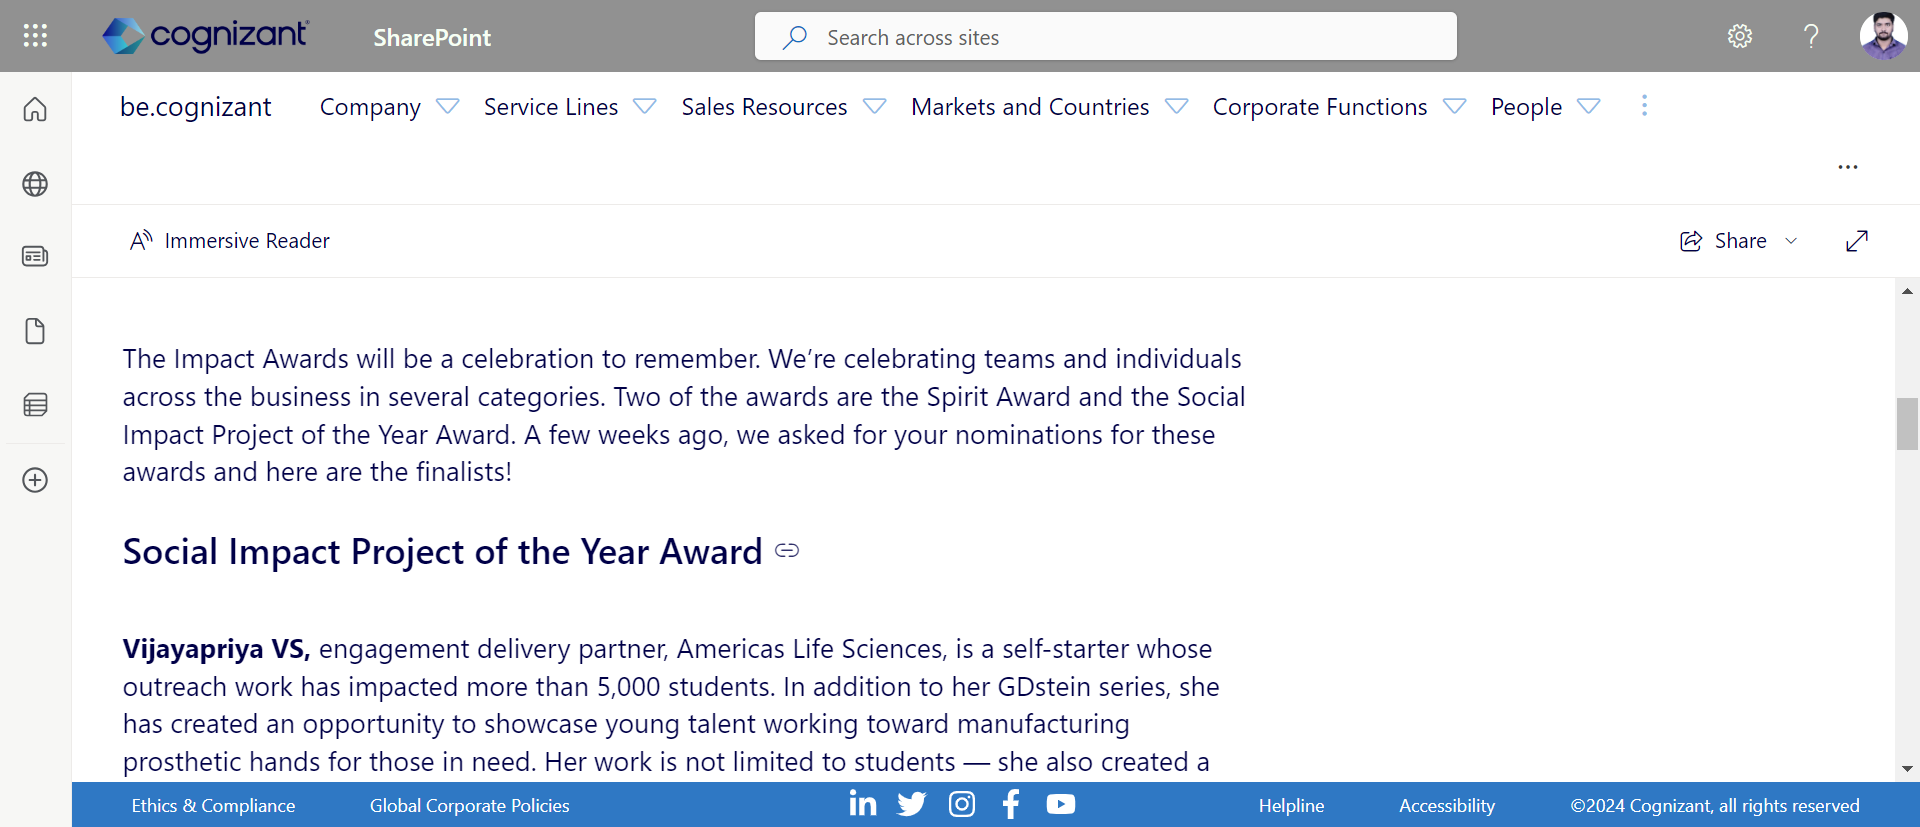 cognizant
SharePoint
Search across sites
be.cognizant
Company
Service Lines
Sales Resources
Markets and Countries
Corporate Functions
People
Immersive Reader
Share
The Impact Awards will be a celebration to remember. We’re celebrating teams and individuals
across the business in several categories. Two of the awards are the Spirit Award and the Social
Impact Project of the Year Award. A few weeks ago, we asked for your nominations for these
awards and here are the finalists!
Social Impact Project of the Year Award
Vijayapriya VS, engagement delivery partner, Americas Life Sciences, is a self-starter whose
outreach work has impacted more than 5,000 students. In addition to her GDstein series, she
has created an opportunity to showcase young talent working toward manufacturing
prosthetic hands for those in need. Her work is not limited to students — she also created a
Ethics & Compliance
Global Corporate Policies
Helpline
Accessibility
©2024 Cognizant, all rights reserved